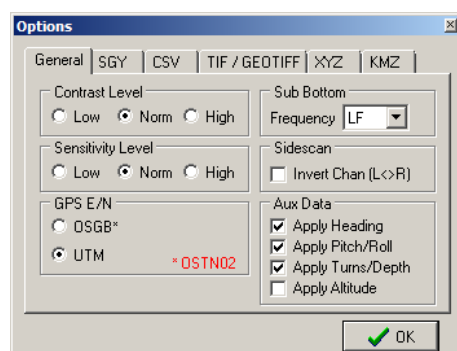 Options
General SGY CSV TIF / GEOTIFF XYZ KMZ
Contrast Level
Low Norm High
Sensitivity Level
Low Norm High
GPS E/N
OSGB*
UTM
* OSTN02
Sub Bottom
Frequency LF
Sidescan
Invert Chan (L<>R)
Aux Data
Apply Heading
Apply Pitch/Roll
Apply Turns/Depth
Apply Altitude
OK